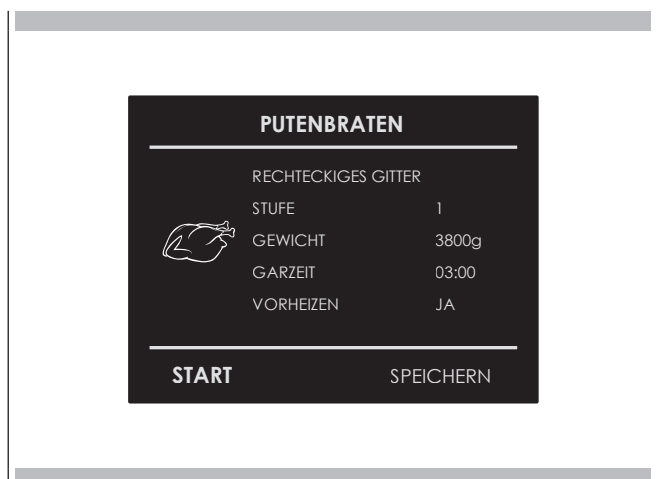 PUTENBRATEN
RECHTECKIGES GITTER
STUFE 1
GEWICHT 3800g
GARZEIT 03:00
VORHEIZEN JA
START SPEICHERN